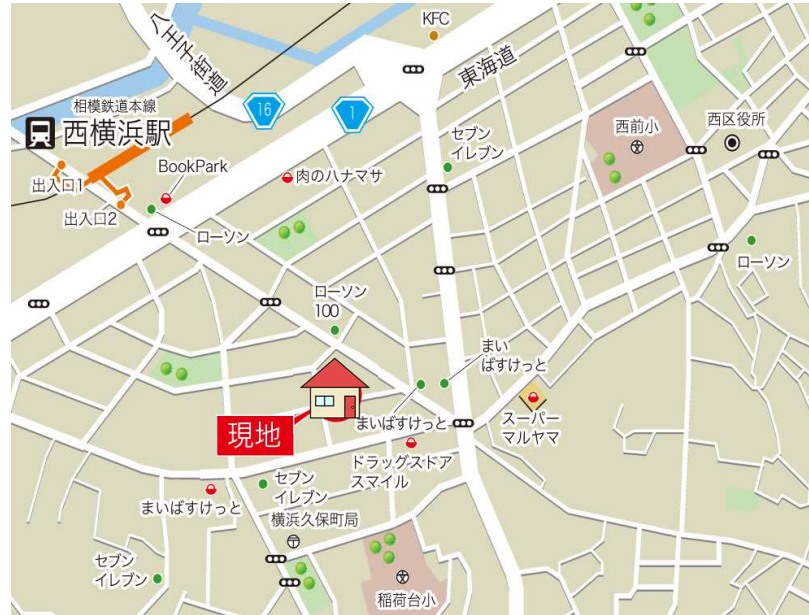 KFC
八王子街道
東海道
相模鉄道本線
西横浜駅
16
1
セブン
イレブン
西前小
西区役所
BookPark
肉のハナマサ
出入口1
出入口2
ローソン
ローソン
ローソン
100
まい
ばすけっと
まいばすけっと
スーパー
マルヤマ
現地
ドラッグストア
スマイル
セブン
イレブン
まいばすけっと
横浜久保町局
セブン
イレブン
稲荷台小